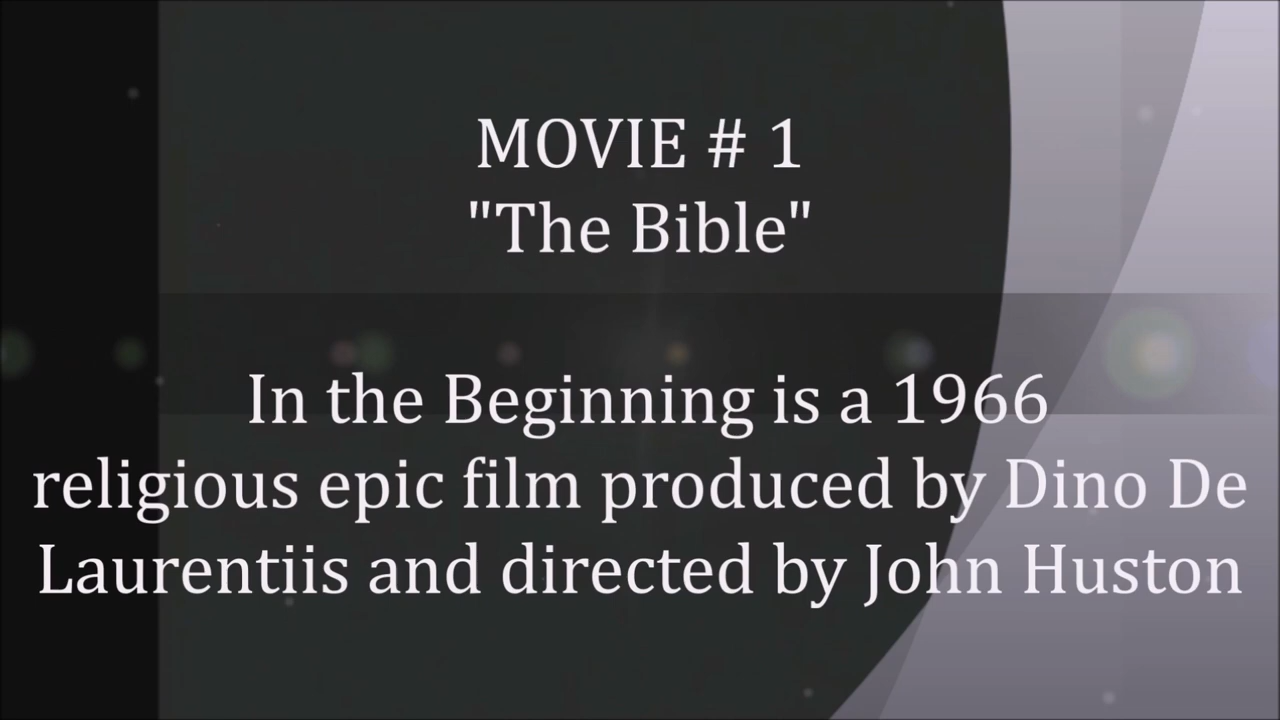 MOVIE # 1
"The Bible"
In the Beginning is a 1966
religious epic film produced by Dino De
Laurentiis and directed by John Huston